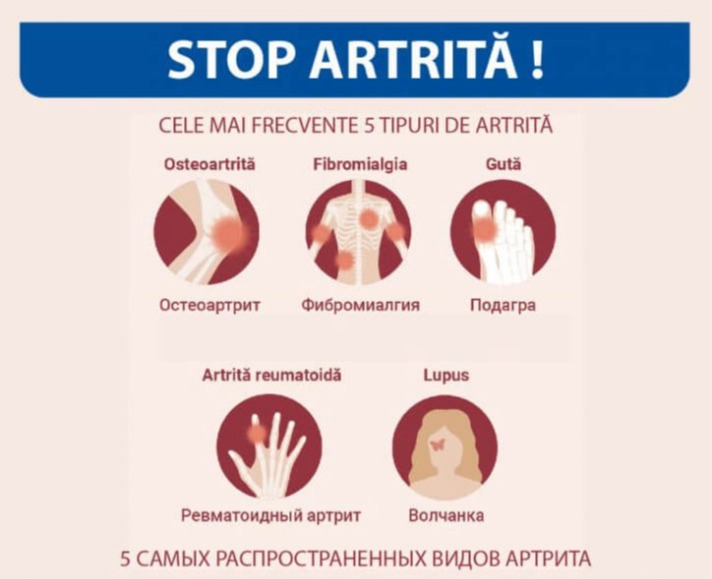 STOP ARTRITĂ !
CELE MAI FRECVENTE 5 TIPURI DE ARTRITĂ
Osteoartrită Fibromialgia Gută
Остеоартрит Фибромиалгия Подагра
Artrită reumatoidă Lupus
Ревматоидный артрит Волчанка
5 САМЫХ РАСПРОСТРАНЕННЫХ ВИДОВ АРТРИТА